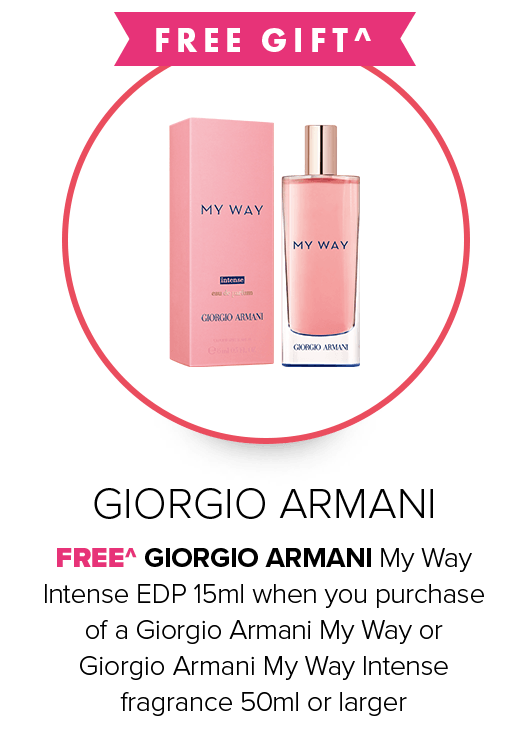 FREE GIFT^
MY WAY
intense
GIORGIO ARMANI
MY WAY
GIORGIO ARMANI
GIORGIO ARMANI
FREE^ GIORGIO ARMANI My Way
Intense EDP 15ml when you purchase
of a Giorgio Armani My Way or
Giorgio Armani My Way Intense
fragrance 50ml or larger